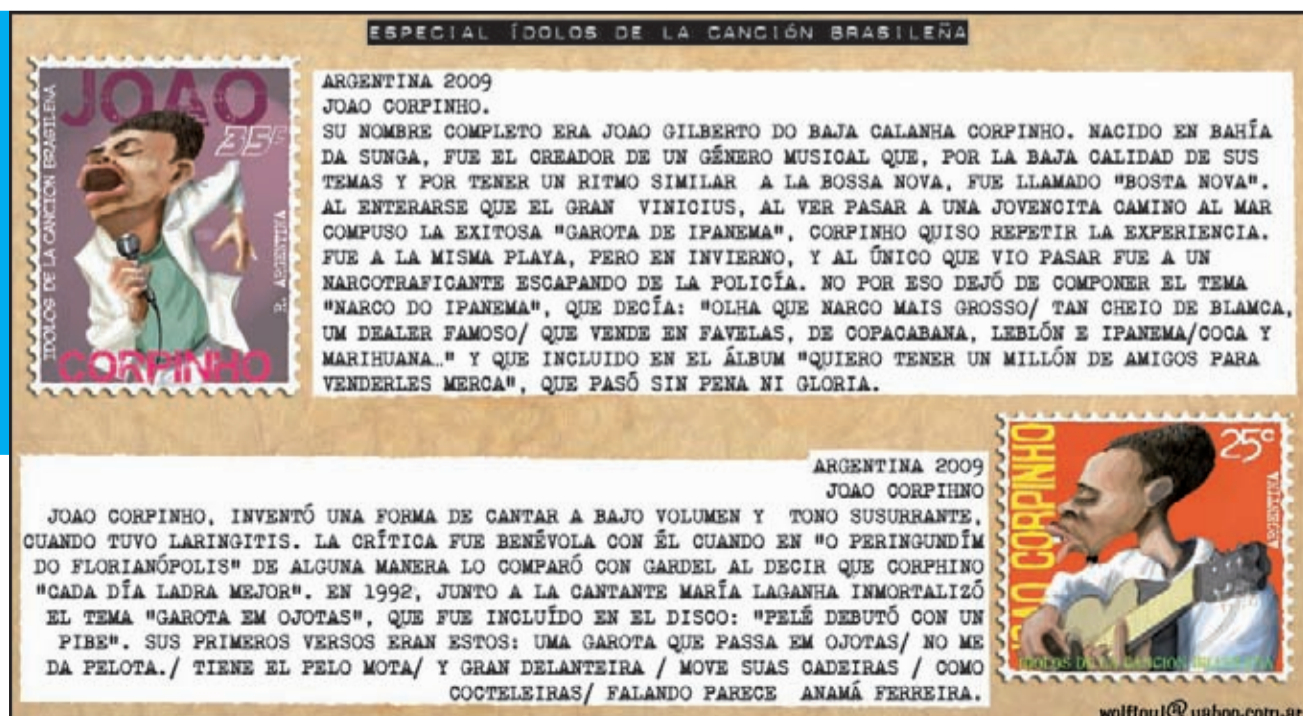 ESPECIAL ÍDOLOS DE LA CANCIÓN BRASILEÑA
JOAO
35c
IDOLOS DE LA CANCION BRASILEÑA
R. ARGENTINA
CORPINHO
ARGENTINA 2009
JOAO CORPINHO.
SU NOMBRE COMPLETO ERA JOAO GILBERTO DO BAJA CALANHA CORPINHO. NACIDO EN BAHÍA
DA SUNGA, FUE EL CREADOR DE UN GÉNERO MUSICAL QUE, POR LA BAJA CALIDAD DE SUS
TEMAS Y POR TENER UN RITMO SIMILAR A LA BOSSA NOVA, FUE LLAMADO "BOSTA NOVA".
AL ENTERARSE QUE EL GRAN VINICIUS, AL VER PASAR A UNA JOVENCITA CAMINO AL MAR
COMPUSO LA EXITOSA "GAROTA DE IPANEMA", CORPINHO QUISO REPETIR LA EXPERIENCIA.
FUE A LA MISMA PLAYA, PERO EN INVIERNO, Y AL ÚNICO QUE VIO PASAR FUE A UN
NARCOTRAFICANTE ESCAPANDO DE LA POLICÍA. NO POR ESO DEJÓ DE COMPONER EL TEMA
"NARCO DO IPANEMA", QUE DECÍA: "OLHA QUE NARCO MAIS GROSSO/ TAN CHEIO DE BLAMCA,
UM DEALER FAMOSO/ QUE VENDE EN FAVELAS, DE COPACABANA, LEBLÓN E IPANEMA/COCA Y
MARIHUANA…" Y QUE INCLUIDO EN EL ÁLBUM "QUIERO TENER UN MILLÓN DE AMIGOS PARA
VENDERLES MERCA", QUE PASÓ SIN PENA NI GLORIA.
ARGENTINA 2009
JOAO CORPIHNO
JOAO CORPINHO, INVENTÓ UNA FORMA DE CANTAR A BAJO VOLUMEN Y TONO SUSURRANTE,
CUANDO TUVO LARINGITIS. LA CRÍTICA FUE BENÉVOLA CON ÉL CUANDO EN "O PERINGUNDÍM
DO FLORIANÓPOLIS" DE ALGUNA MANERA LO COMPARÓ CON GARDEL AL DECIR QUE CORPHINO
"CADA DÍA LADRA MEJOR". EN 1992, JUNTO A LA CANTANTE MARÍA LAGANHA INMORTALIZÓ
EL TEMA "GAROTA EM OJOTAS", QUE FUE INCLUÍDO EN EL DISCO: "PELÉ DEBUTÓ CON UN
PIBE". SUS PRIMEROS VERSOS ERAN ESTOS: UMA GAROTA QUE PASSA EM OJOTAS/ NO ME
DA PELOTA./ TIENE EL PELO MOTA/ Y GRAN DELANTEIRA / MOVE SUAS CADEIRAS / COMO
COCTELEIRAS/ FALANDO PARECE ANAMÁ FERREIRA.
JOAO CORPINHO
25c
ARGENTINA
IDOLOS DE LA CANCION BRASILEÑA
wolffoul@yahoo.com.ar